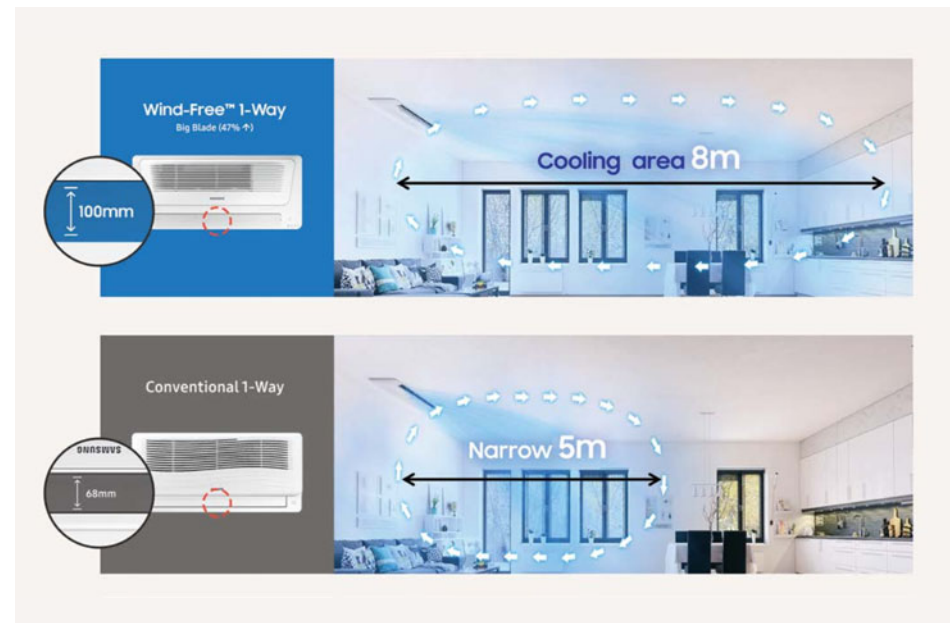 Wind-Free™ 1-Way
Big Blade (47% ↑)
100mm
Cooling area 8m
Conventional 1-Way
SAMSUNG
68mm
Narrow 5m